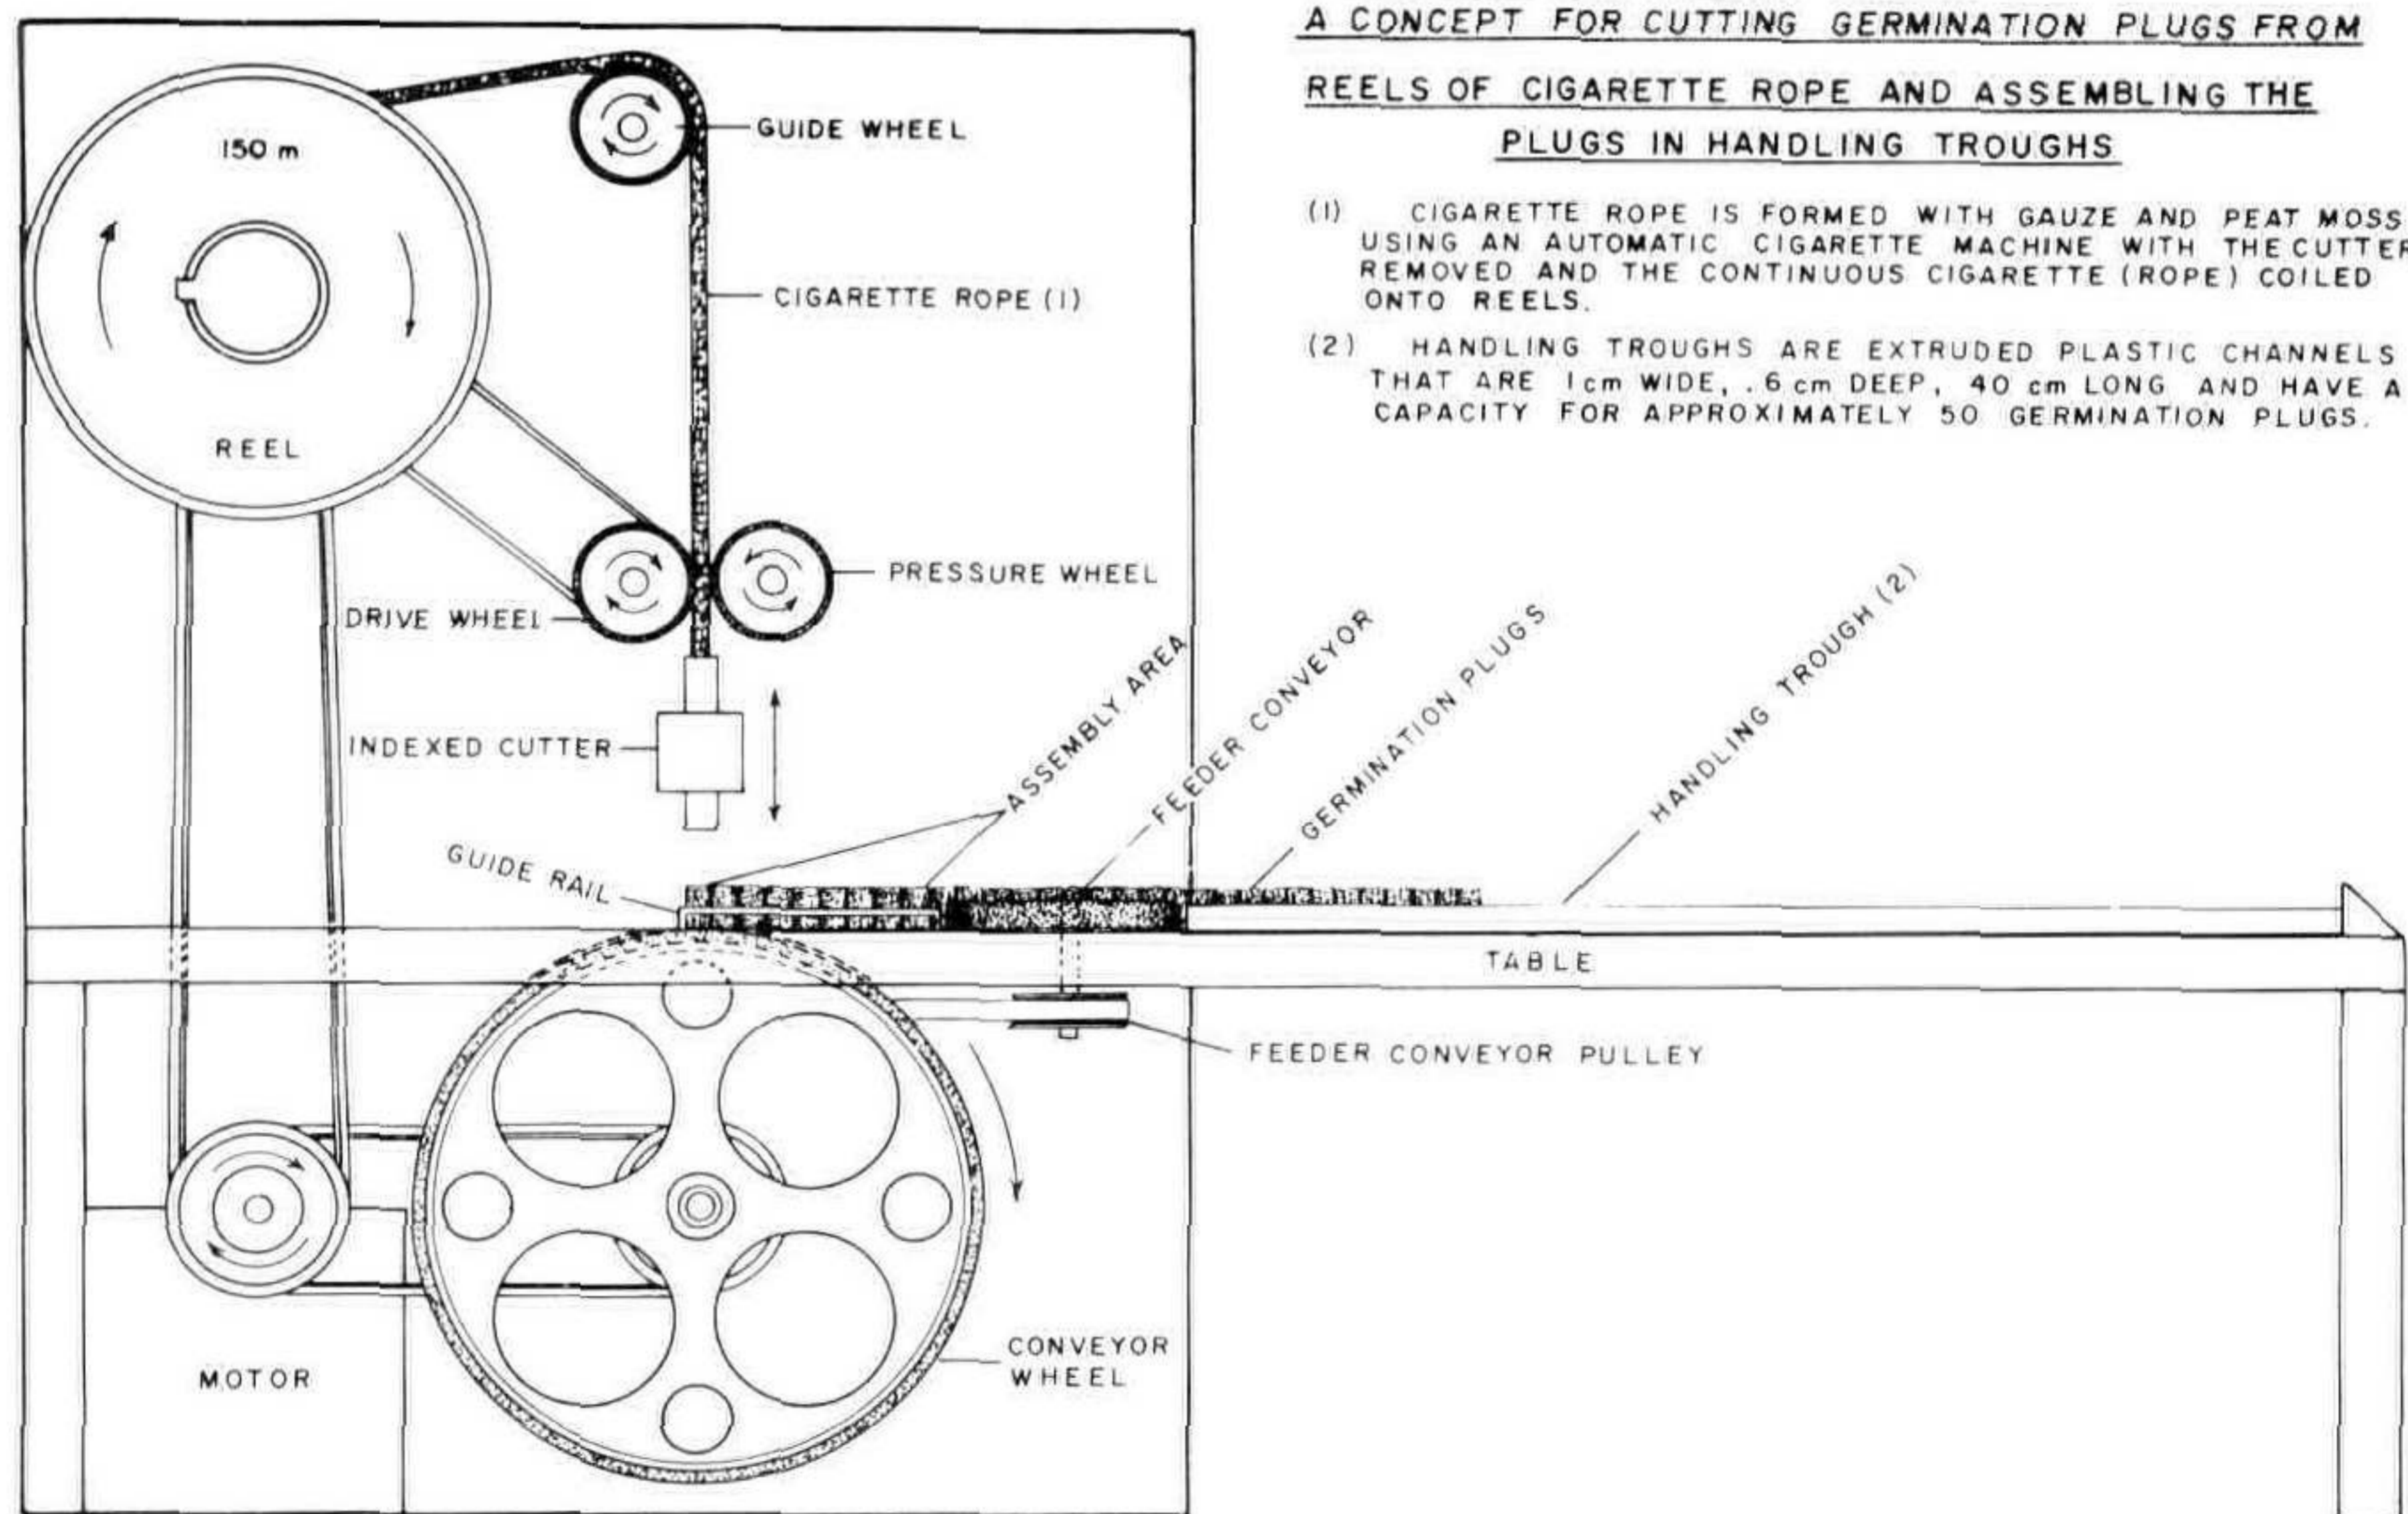 A CONCEPT FOR CUTTING GERMINATION PLUGS FROM
REELS OF CIGARETTE ROPE AND ASSEMBLING THE
PLUGS IN HANDLING TROUGHS
(1) CIGARETTE ROPE IS FORMED WITH GAUZE AND PEAT MOSS
USING AN AUTOMATIC CIGARETTE MACHINE WITH THE CUTTER
REMOVED AND THE CONTINUOUS CIGARETTE (ROPE) COILED
ONTO REELS.
(2) HANDLING TROUGHS ARE EXTRUDED PLASTIC CHANNELS
THAT ARE 1cm WIDE, .6 cm DEEP, 40 cm LONG AND HAVE A
CAPACITY FOR APPROXIMATELY 50 GERMINATION PLUGS.
150 m
REEL
GUIDE WHEEL
CIGARETTE ROPE (1)
PRESSURE WHEEL
DRIVE WHEEL
INDEXED CUTTER
ASSEMBLY AREA
FEEDER CONVEYOR
GERMINATION PLUGS
HANDLING TROUGH (2)
GUIDE RAIL
TABLE
FEEDER CONVEYOR PULLEY
CONVEYOR
WHEEL
MOTOR